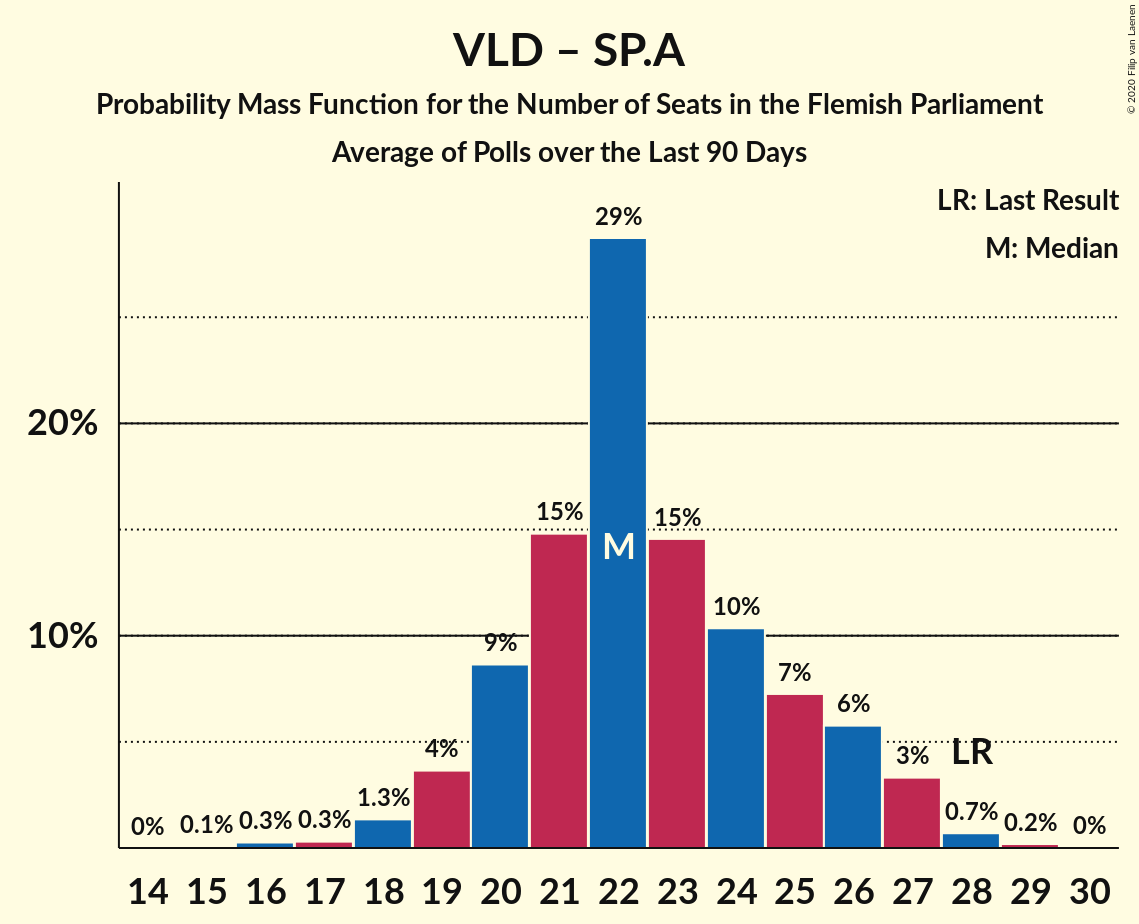 VLD – SP.A
Probability Mass Function for the Number of Seats in the Flemish Parliament
Average of Polls over the Last 90 Days
© 2020 Filip van Laenen
LR: Last Result
M: Median
20%
10%
0% 0.1% 0.3% 0.3% 1.3% 4% 9% 15% 29% 15% 10% 7% 6% 3% 0.7% 0.2% 0%
M
LR
14 15 16 17 18 19 20 21 22 23 24 25 26 27 28 29 30